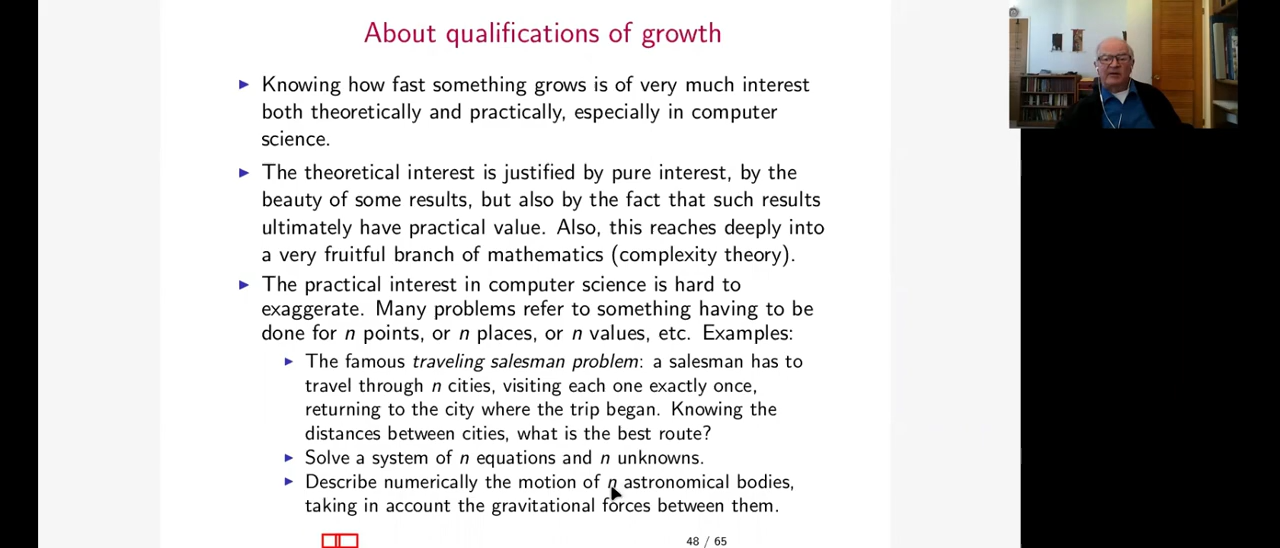 About qualifications of growth
▶ Knowing how fast something grows is of very much interest
both theoretically and practically, especially in computer
science.
▶ The theoretical interest is justified by pure interest, by the
beauty of some results, but also by the fact that such results
ultimately have practical value. Also, this reaches deeply into
a very fruitful branch of mathematics (complexity theory).
▶ The practical interest in computer science is hard to
exaggerate. Many problems refer to something having to be
done for n points, or n places, or n values, etc. Examples:
▶ The famous traveling salesman problem: a salesman has to
travel through n cities, visiting each one exactly once,
returning to the city where the trip began. Knowing the
distances between cities, what is the best route?
▶ Solve a system of n equations and n unknowns.
▶ Describe numerically the motion of n astronomical bodies,
taking in account the gravitational forces between them.
48 / 65